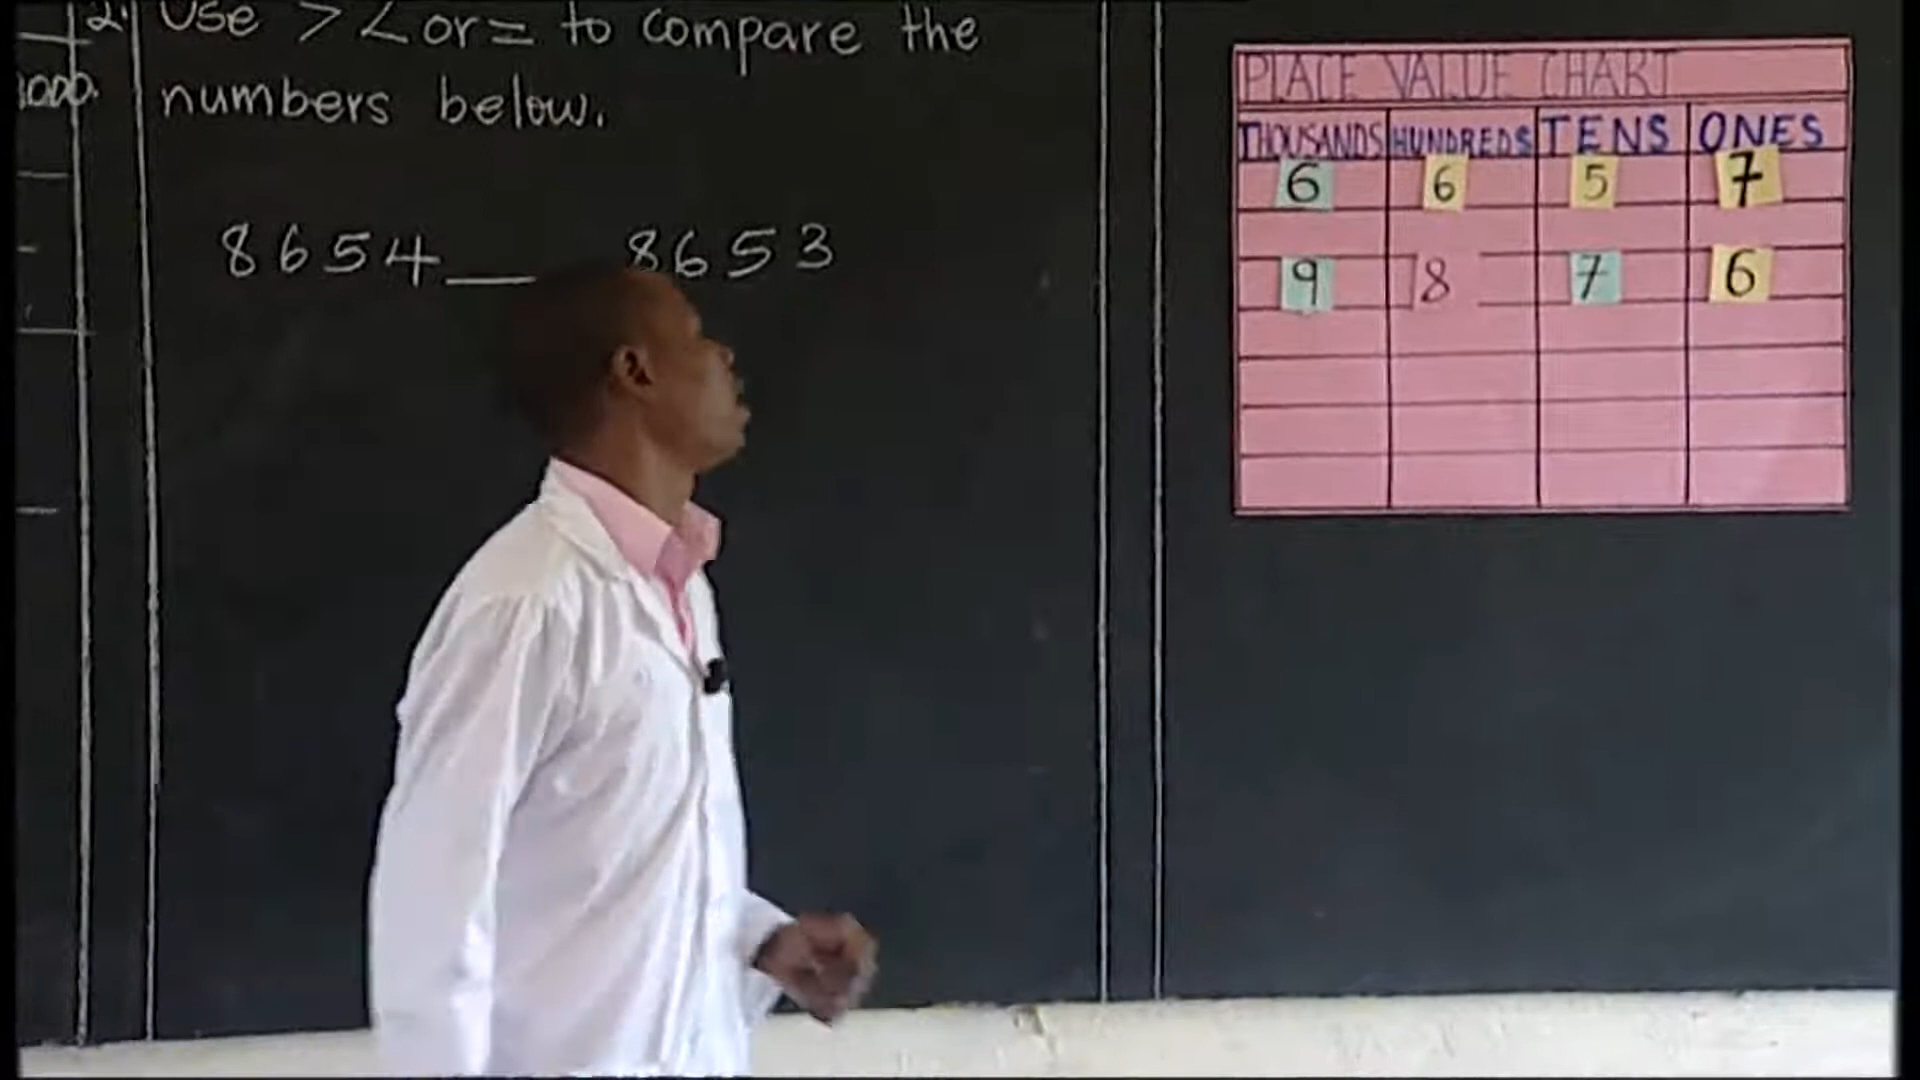 2. Use > < or = to compare the
numbers below.
8654 __ 8653
PLACE VALUE CHART
THOUSANDS HUNDREDS TENS ONES
6 6 5 7
9 8 7 6